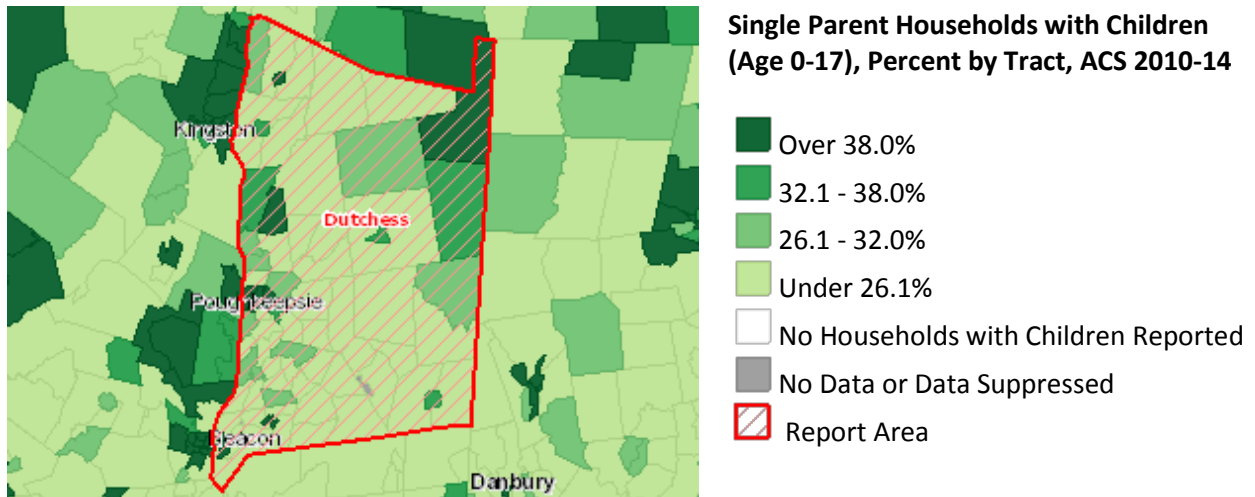 Single Parent Households with Children
(Age 0-17), Percent by Tract, ACS 2010-14
Over 38.0%
32.1 - 38.0%
26.1 - 32.0%
Under 26.1%
No Households with Children Reported
No Data or Data Suppressed
Report Area
Kingston
Dutchess
Poughkeepsie
Beacon
Danbury